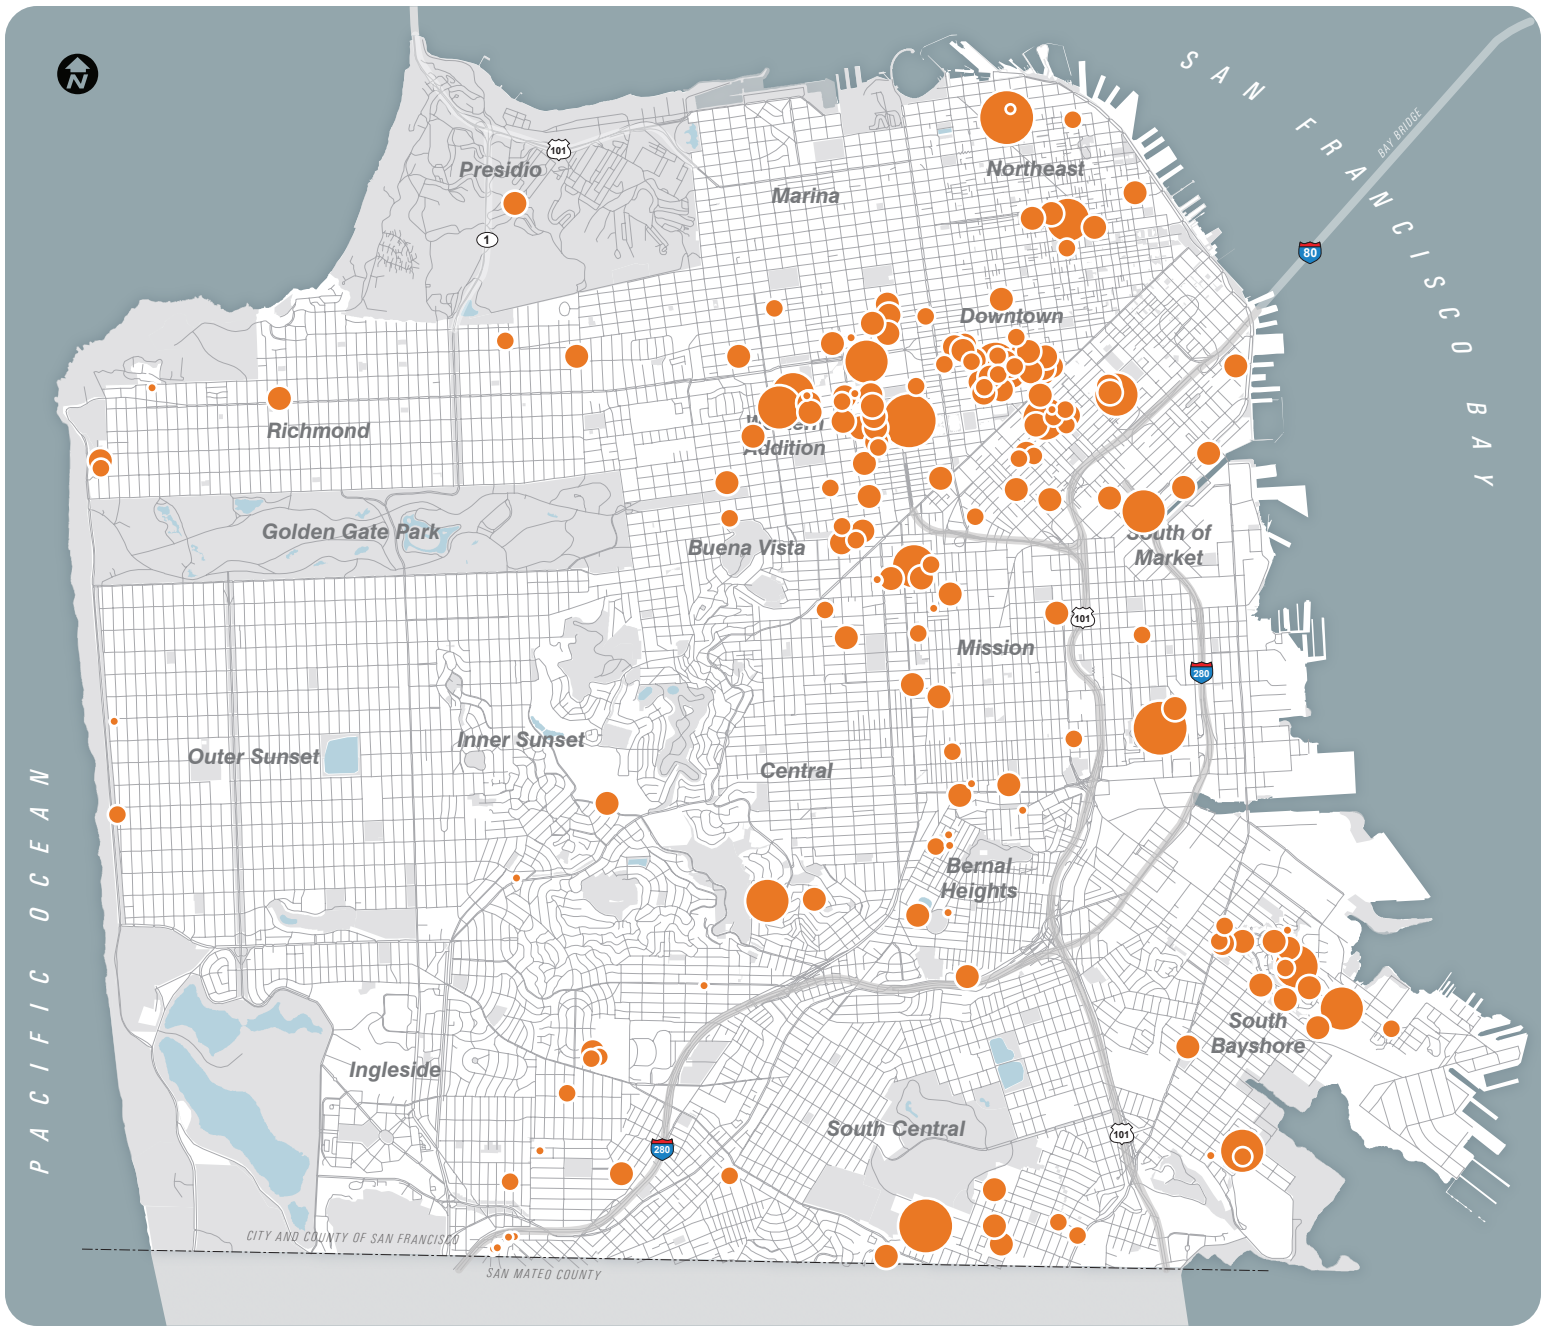 SAN FRANCISCO BAY
N
BAY BRIDGE
101
Presidio
Northeast
Marina
1
80
Downtown
Richmond
Addition
Golden Gate Park
Buena Vista
South of
Market
101
Mission
280
Outer Sunset
Inner Sunset
Central
PACIFIC OCEAN
Bernal
Heights
South
Bayshore
Ingleside
South Central
101
280
CITY AND COUNTY OF SAN FRANCISCO
SAN MATEO COUNTY